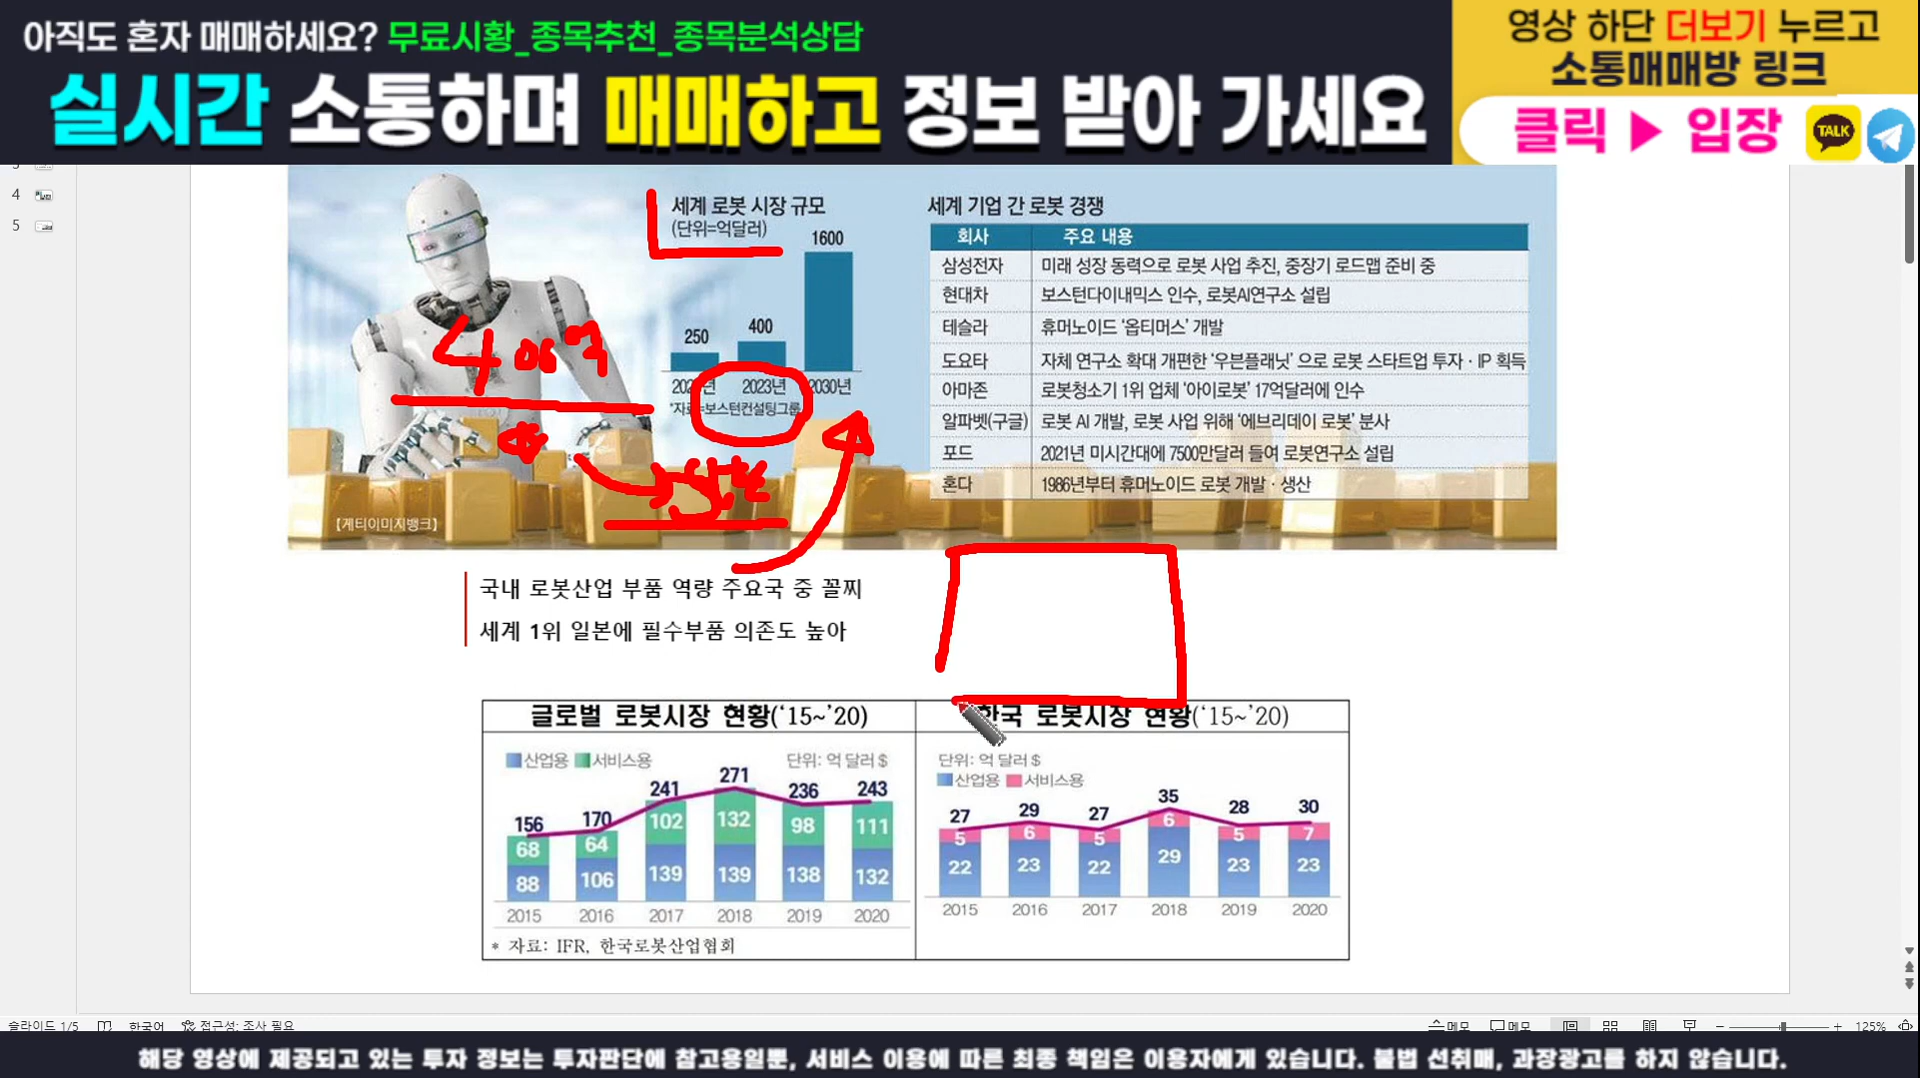 아직도 혼자 매매하세요? 무료시황_종목추천_종목분석상담
실시간 소통하며 매매하고 정보 받아 가세요
영상 하단 더보기 누르고
소통매매방 링크
클릭 ▶ 입장
TALK
4
5
세계 로봇 시장 규모
(단위=억달러)
250
400
1600
2023년
2030년
보스턴컨설팅그룹
【게티이미지뱅크】
세계 기업 간 로봇 경쟁
회사 주요 내용
삼성전자 미래 성장 동력으로 로봇 사업 추진, 중장기 로드맵 준비 중
현대차 보스턴다이내믹스 인수, 로봇AI연구소 설립
테슬라 휴머노이드 ‘옵티머스’ 개발
도요타 자체 연구소 확대 개편한 ‘우븐플래닛’ 으로 로봇 스타트업 투자 · IP 획득
아마존 로봇청소기 1위 업체 ‘아이로봇’ 17억달러에 인수
알파벳(구글) 로봇 AI 개발, 로봇 사업 위해 ‘에브리데이 로봇’ 분사
포드 2021년 미시간대에 7500만달러 들여 로봇연구소 설립
혼다 1986년부터 휴머노이드 로봇 개발 · 생산
국내 로봇산업 부품 역량 주요국 중 꼴찌
세계 1위 일본에 필수부품 의존도 높아
글로벌 로봇시장 현황(‘15~’20)
산업용 서비스용 단위: 억 달러 $
156 170 241 271 236 243
68 64 102 132 98 111
88 106 139 139 138 132
2015 2016 2017 2018 2019 2020
* 자료: IFR, 한국로봇산업협회
한국 로봇시장 현황(‘15~’20)
단위: 억 달러 $
산업용 서비스용
27 29 27 35 28 30
5 6 5 6 5 7
22 23 22 29 23 23
2015 2016 2017 2018 2019 2020
슬라이드 1/5 한국어 접근성: 조사 필요 메모 메모 125%
해당 영상에 제공되고 있는 투자 정보는 투자판단에 참고용일뿐, 서비스 이용에 따른 최종 책임은 이용자에게 있습니다. 불법 선취매, 과장광고를 하지 않습니다.